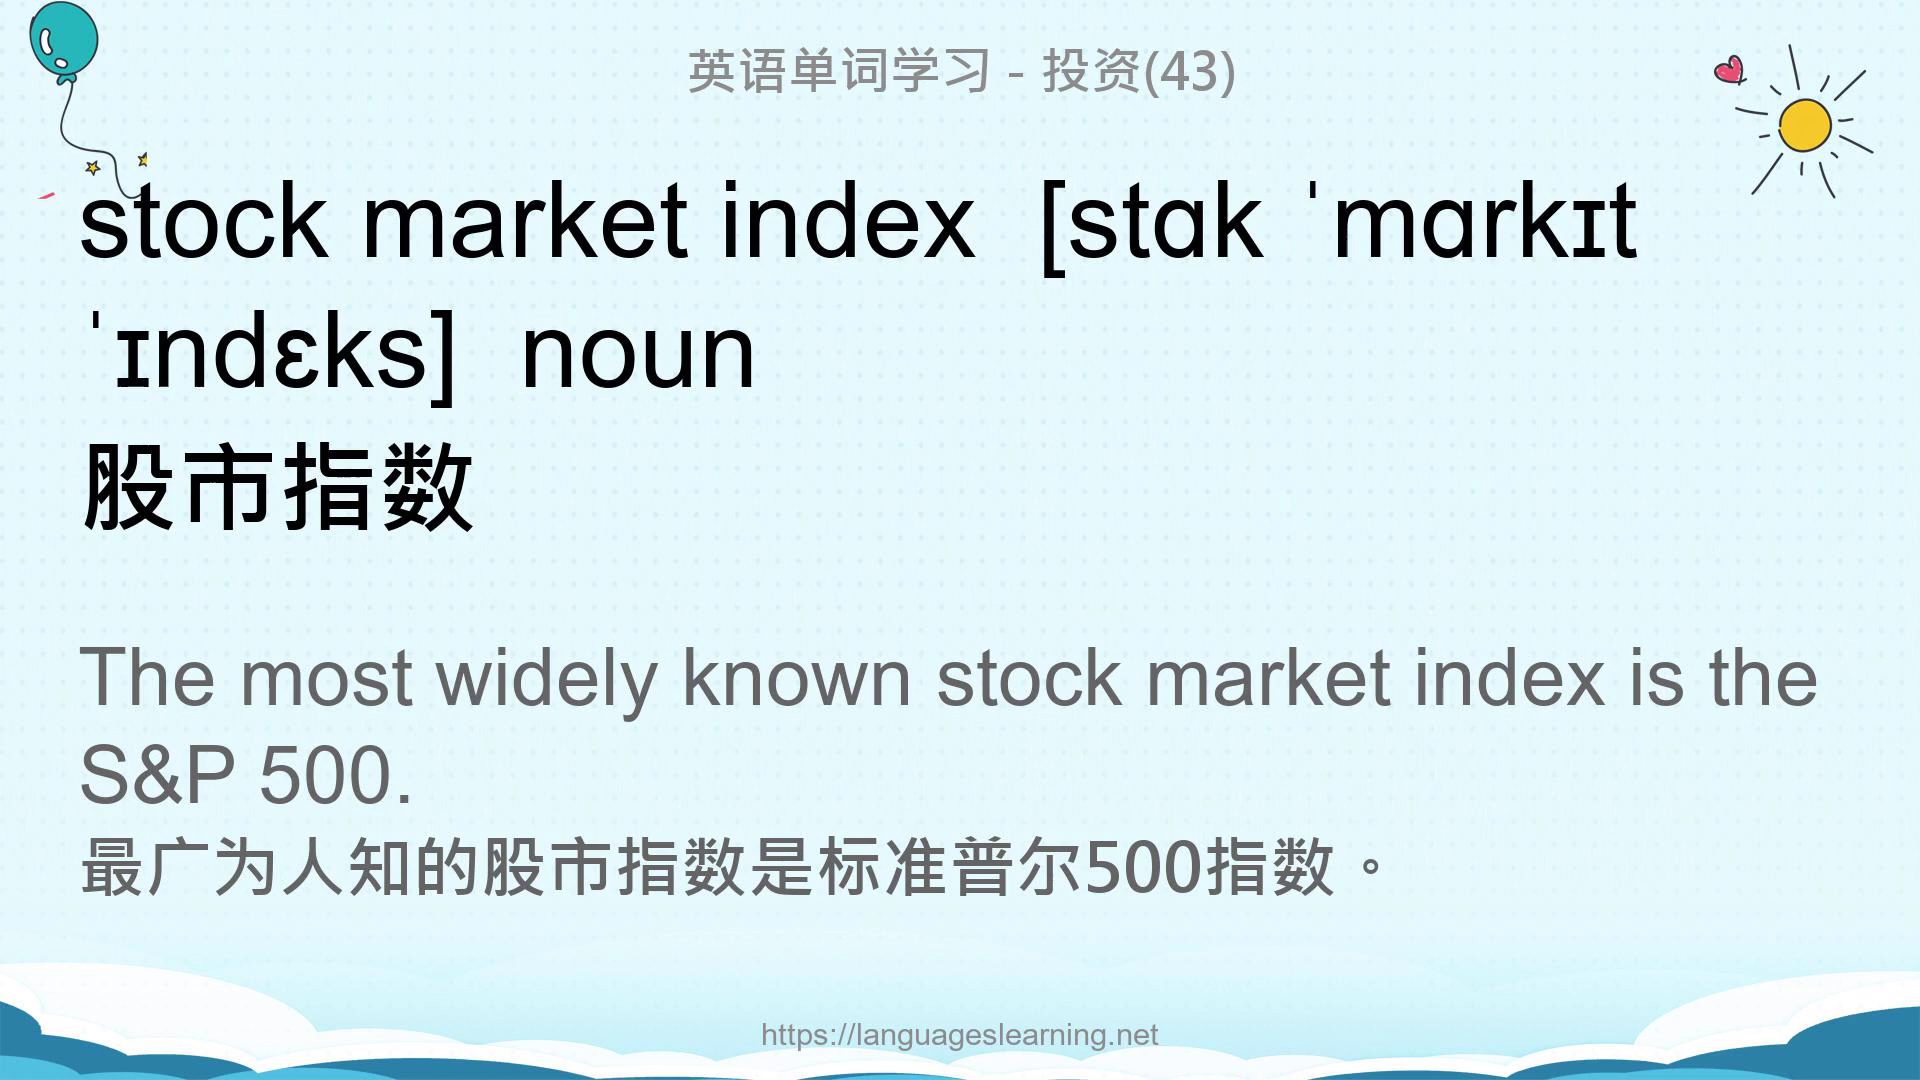 英语单词学习 - 投资(43)
stock market index  [stɑk ˈmɑrkɪt
ˈɪndɛks]  noun
股市指数
The most widely known stock market index is the
S&P 500.
最广为人知的股市指数是标准普尔500指数。
https://languageslearning.net